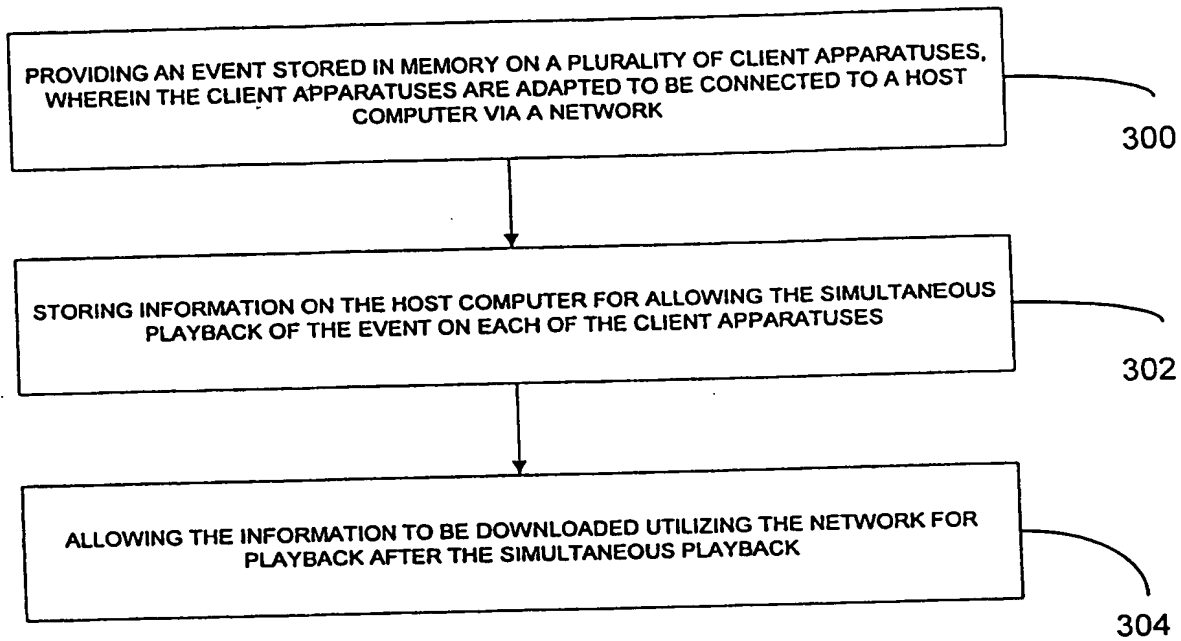 PROVIDING AN EVENT STORED IN MEMORY ON A PLURALITY OF CLIENT APPARATUSES,
WHEREIN THE CLIENT APPARATUSES ARE ADAPTED TO BE CONNECTED TO A HOST
COMPUTER VIA A NETWORK
300
STORING INFORMATION ON THE HOST COMPUTER FOR ALLOWING THE SIMULTANEOUS
PLAYBACK OF THE EVENT ON EACH OF THE CLIENT APPARATUSES
302
ALLOWING THE INFORMATION TO BE DOWNLOADED UTILIZING THE NETWORK FOR
PLAYBACK AFTER THE SIMULTANEOUS PLAYBACK
304